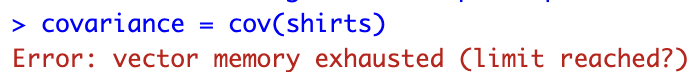 > covariance = cov(shirts)
Error: vector memory exhausted (limit reached?)